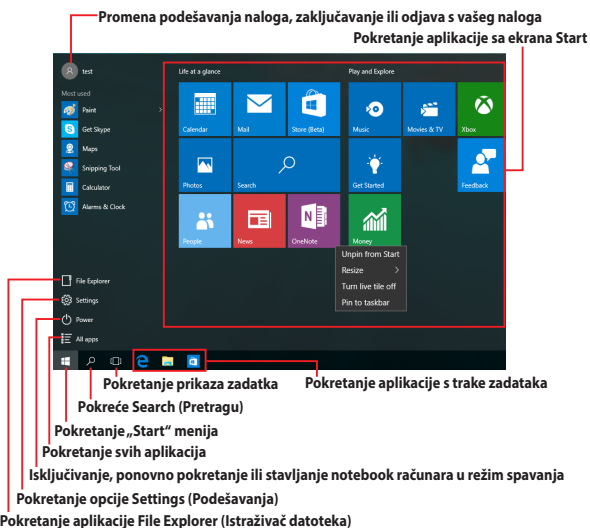 Promena podešavanja naloga, zaključavanje ili odjava s vašeg naloga
Pokretanje aplikacije sa ekrana Start
test
Life at a glance
Play and Explore
Most used
Paint
Get Skype
Maps
Snipping Tool
Calculator
Alarms & Clock
Calendar
Mail
Store (Beta)
Music
Movies & TV
Xbox
Photos
Search
Get Started
Feedback
People
News
OneNote
Money
Unpin from Start
Resize
Turn live tile off
Pin to taskbar
File Explorer
Settings
Power
All apps
Pokretanje prikaza zadatka
Pokretanje aplikacije s trake zadataka
Pokreće Search (Pretragu)
Pokretanje „Start“ menija
Pokretanje svih aplikacija
Isključivanje, ponovno pokretanje ili stavljanje notebook računara u režim spavanja
Pokretanje opcije Settings (Podešavanja)
Pokretanje aplikacije File Explorer (Istraživač datoteka)